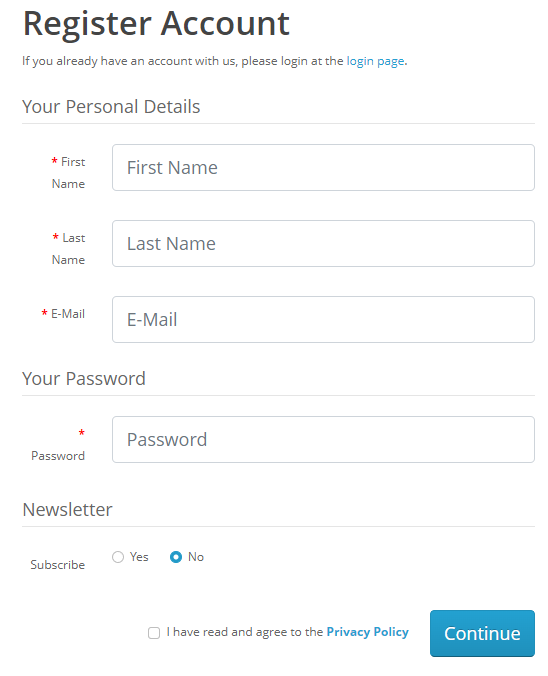 Register Account
If you already have an account with us, please login at the login page.
Your Personal Details
* First
Name
First Name
* Last
Name
Last Name
* E-Mail
E-Mail
Your Password
*
Password
Password
Newsletter
Subscribe
Yes No
I have read and agree to the Privacy Policy
Continue